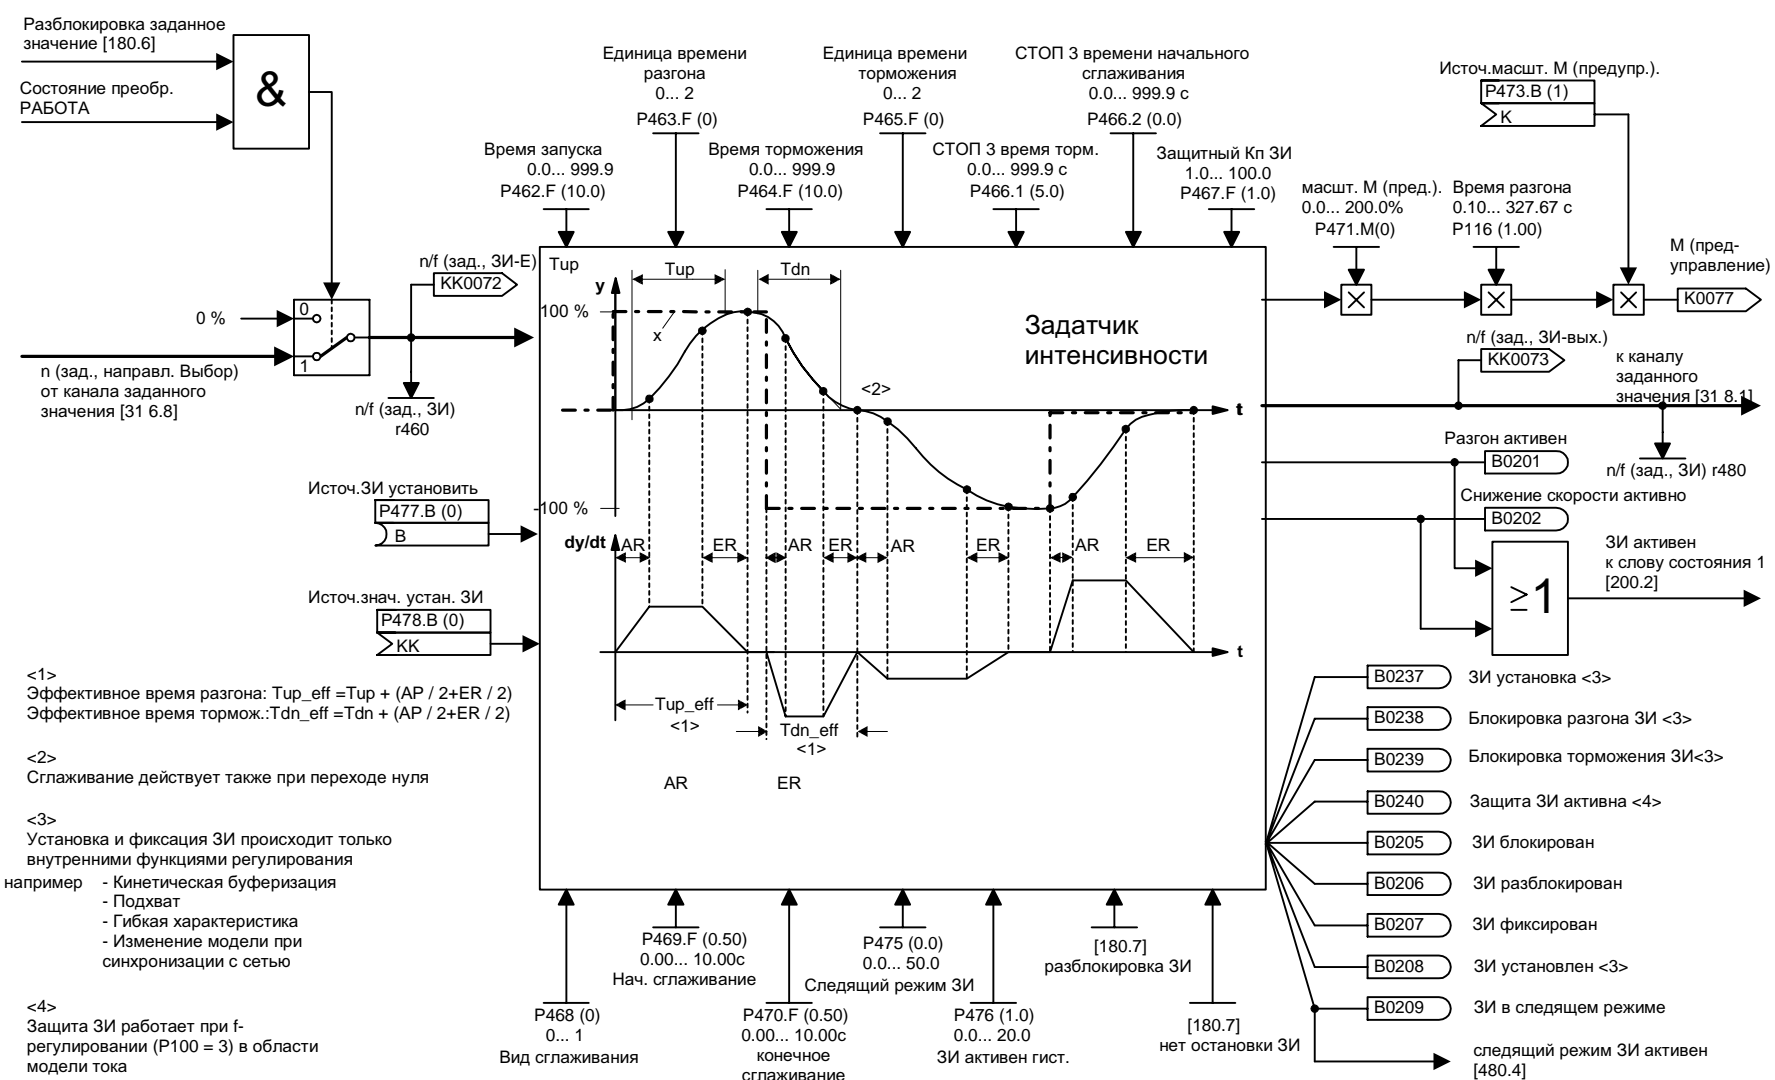 Разблокировка заданное
значение [180.6]
Состояние преобр.
РАБОТА
&
Единица времени
разгона
0... 2
P463.F (0)
Единица времени
торможения
0... 2
P465.F (0)
СТОП 3 времени начального
сглаживания
0.0... 999.9 с
P466.2 (0.0)
Источ.масшт. М (предупр.).
P473.B (1)
K
Время запуска
0.0... 999.9
P462.F (10.0)
Время торможения
0.0... 999.9
P464.F (10.0)
СТОП 3 время торм.
0.0... 999.9 с
P466.1 (5.0)
Защитный Кп ЗИ
1.0... 100.0
P467.F (1.0)
масшт. М (пред.).
0.0... 200.0%
P471.M(0)
Время разгона
0.10... 327.67 с
P116 (1.00)
М (пред-
управление)
K0077
n/f (зад., ЗИ-Е)
KK0072
0 %
0
1
n (зад., направл. Выбор)
от канала заданного
значения [31 6.8]
n/f (зад., ЗИ)
r460
Tup
y
Tup
Tdn
100 %
x
<2>
t
-100 %
Задатчик
интенсивности
n/f (зад., ЗИ-вых.)
KK0073
к каналу
заданного
значения [31 8.1]
n/f (зад., ЗИ) r480
Разгон активен
B0201
Снижение скорости активно
B0202
≥1
ЗИ активен
к слову состояния 1
[200.2]
Источ.ЗИ установить
P477.B (0)
B
Источ.знач. устан. ЗИ
P478.B (0)
KK
dy/dt
AR
ER
AR
ER
AR
ER
AR
ER
t
Tup_eff
<1>
Tdn_eff
<1>
AR
ER
<1>
Эффективное время разгона: Tup_eff =Tup + (AP / 2+ER / 2)
Эффективное время тормож.:Tdn_eff =Tdn + (AP / 2+ER / 2)
<2>
Сглаживание действует также при переходе нуля
<3>
Установка и фиксация ЗИ происходит только
внутренними функциями регулирования
например - Кинетическая буферизация
- Подхват
- Гибкая характеристика
- Изменение модели при
синхронизации с сетью
<4>
Защита ЗИ работает при f-
регулировании (P100 = 3) в области
модели тока
P468 (0)
0... 1
Вид сглаживания
P469.F (0.50)
0.00... 10.00с
Нач. сглаживание
P470.F (0.50)
0.00... 10.00с
конечное
сглаживание
P475 (0.0)
0.0... 50.0
Следящий режим ЗИ
P476 (1.0)
0.0... 20.0
ЗИ активен гист.
[180.7]
разблокировка ЗИ
[180.7]
нет остановки ЗИ
B0237 ЗИ установка <3>
B0238 Блокировка разгона ЗИ <3>
B0239 Блокировка торможения ЗИ<3>
B0240 Защита ЗИ активна <4>
B0205 ЗИ блокирован
B0206 ЗИ разблокирован
B0207 ЗИ фиксирован
B0208 ЗИ установлен <3>
B0209 ЗИ в следящем режиме
следящий режим ЗИ активен
[480.4]